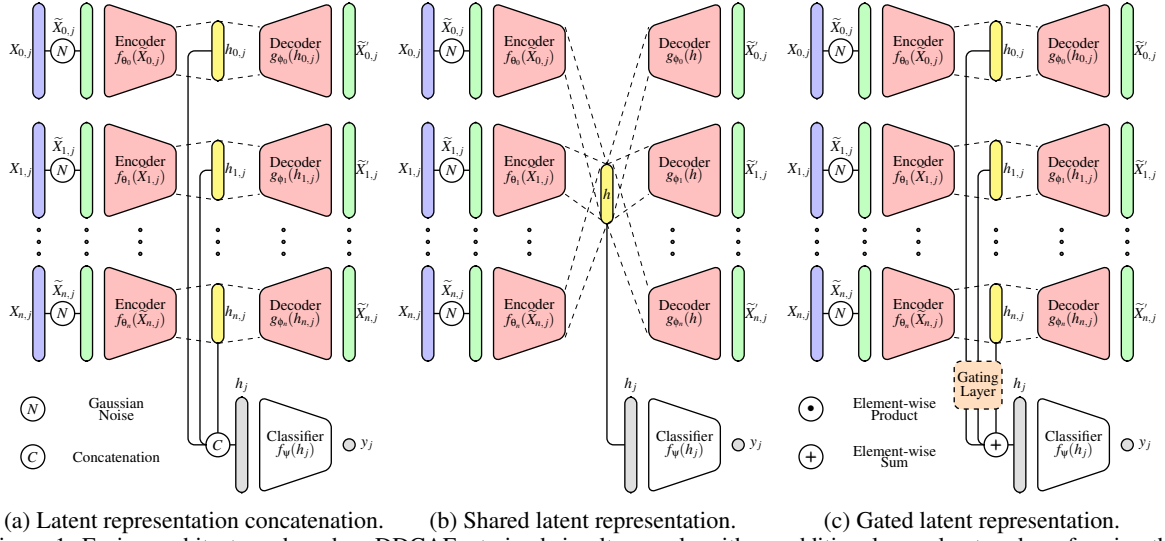 X̃0,j
X0,j
N
Encoder
fθ0(X̃0,j)
h0,j
Decoder
gϕ0(h0,j)
X̃′0,j
X̃1,j
X1,j
N
Encoder
fθ1(X̃1,j)
h1,j
Decoder
gϕ1(h1,j)
X̃′1,j
X̃n,j
Xn,j
N
Encoder
fθn(X̃n,j)
hn,j
Decoder
gϕn(hn,j)
X̃′n,j
N
Gaussian
Noise
C
Concatenation
C
hj
Classifier
fψ(hj)
yj
(a) Latent representation concatenation.
X̃0,j
X0,j
N
Encoder
fθ0(X̃0,j)
Decoder
gϕ0(h)
X̃′0,j
X̃1,j
X1,j
N
Encoder
fθ1(X̃1,j)
h
Decoder
gϕ1(h)
X̃′1,j
X̃n,j
Xn,j
N
Encoder
fθn(X̃n,j)
Decoder
gϕn(h)
X̃′n,j
hj
Classifier
fψ(hj)
yj
(b) Shared latent representation.
X̃0,j
X0,j
N
Encoder
fθ0(X̃0,j)
h0,j
Decoder
gϕ0(h0,j)
X̃′0,j
X̃1,j
X1,j
N
Encoder
fθ1(X̃1,j)
h1,j
Decoder
gϕ1(h1,j)
X̃′1,j
X̃n,j
Xn,j
N
Encoder
fθn(X̃n,j)
hn,j
Decoder
gϕn(hn,j)
X̃′n,j
Gating
Layer
Element-wise
Product
+
Element-wise
Sum
+
hj
Classifier
fψ(hj)
yj
(c) Gated latent representation.